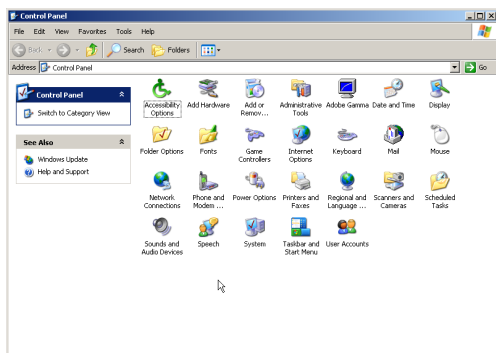 Control Panel
File Edit View Favorites Tools Help
Back Search Folders
Address Control Panel Go
Control Panel
Switch to Category View
See Also
Windows Update
Help and Support
Accessibility Options
Add Hardware
Add or Remov...
Administrative Tools
Adobe Gamma
Date and Time
Display
Folder Options
Fonts
Game Controllers
Internet Options
Keyboard
Mail
Mouse
Network Connections
Phone and Modem ...
Power Options
Printers and Faxes
Regional and Language ...
Scanners and Cameras
Scheduled Tasks
Sounds and Audio Devices
Speech
System
Taskbar and Start Menu
User Accounts